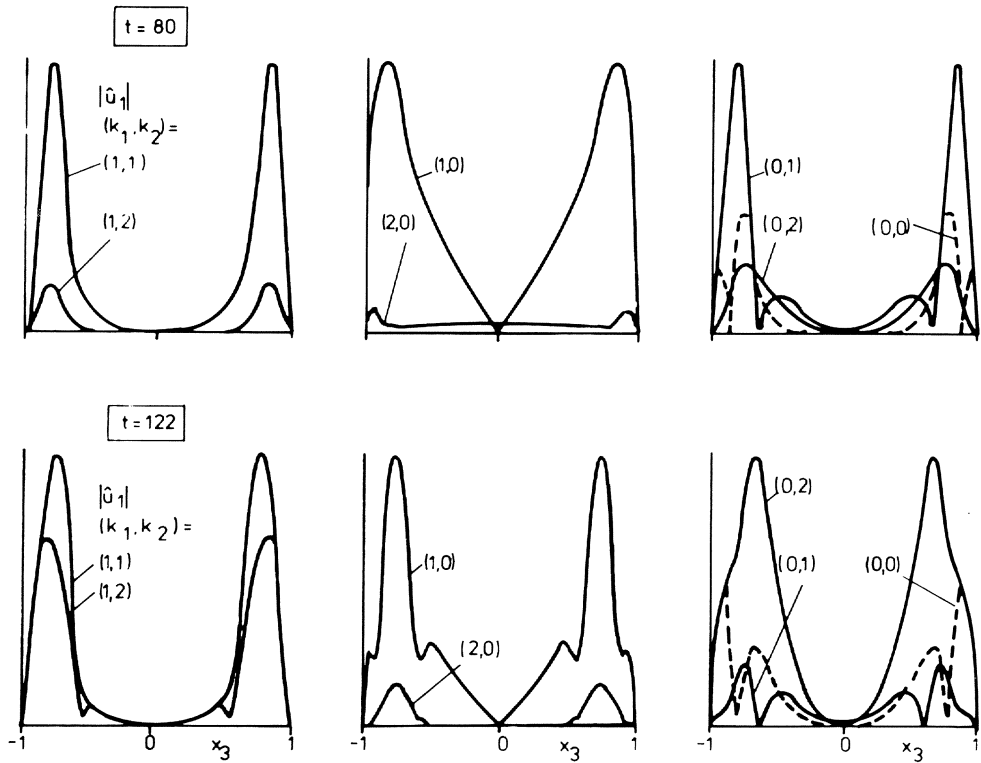 t = 80
|û₁|
(k₁, k₂) =
(1,1)
(1,2)
(1,0)
(2,0)
(0,1)
(0,2)
(0,0)
t = 122
|û₁|
(k₁, k₂) =
(1,1)
(1,2)
(1,0)
(2,0)
(0,2)
(0,1)
(0,0)
-1 0 x₃ 1
-1 0 x₃ 1
-1 0 x₃ 1